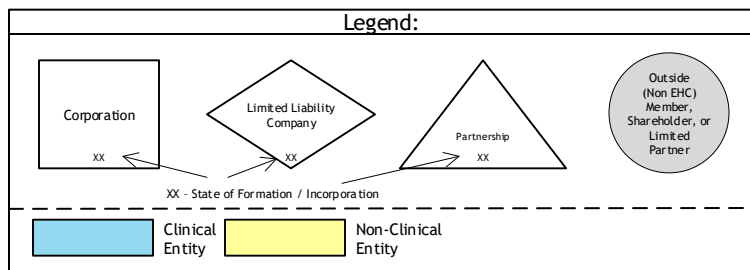 Legend:
Corporation
XX
Limited Liability
Company
XX
Partnership
XX
Outside
(Non EHC)
Member,
Shareholder, or
Limited
Partner
XX - State of Formation / Incorporation
Clinical
Entity
Non-Clinical
Entity